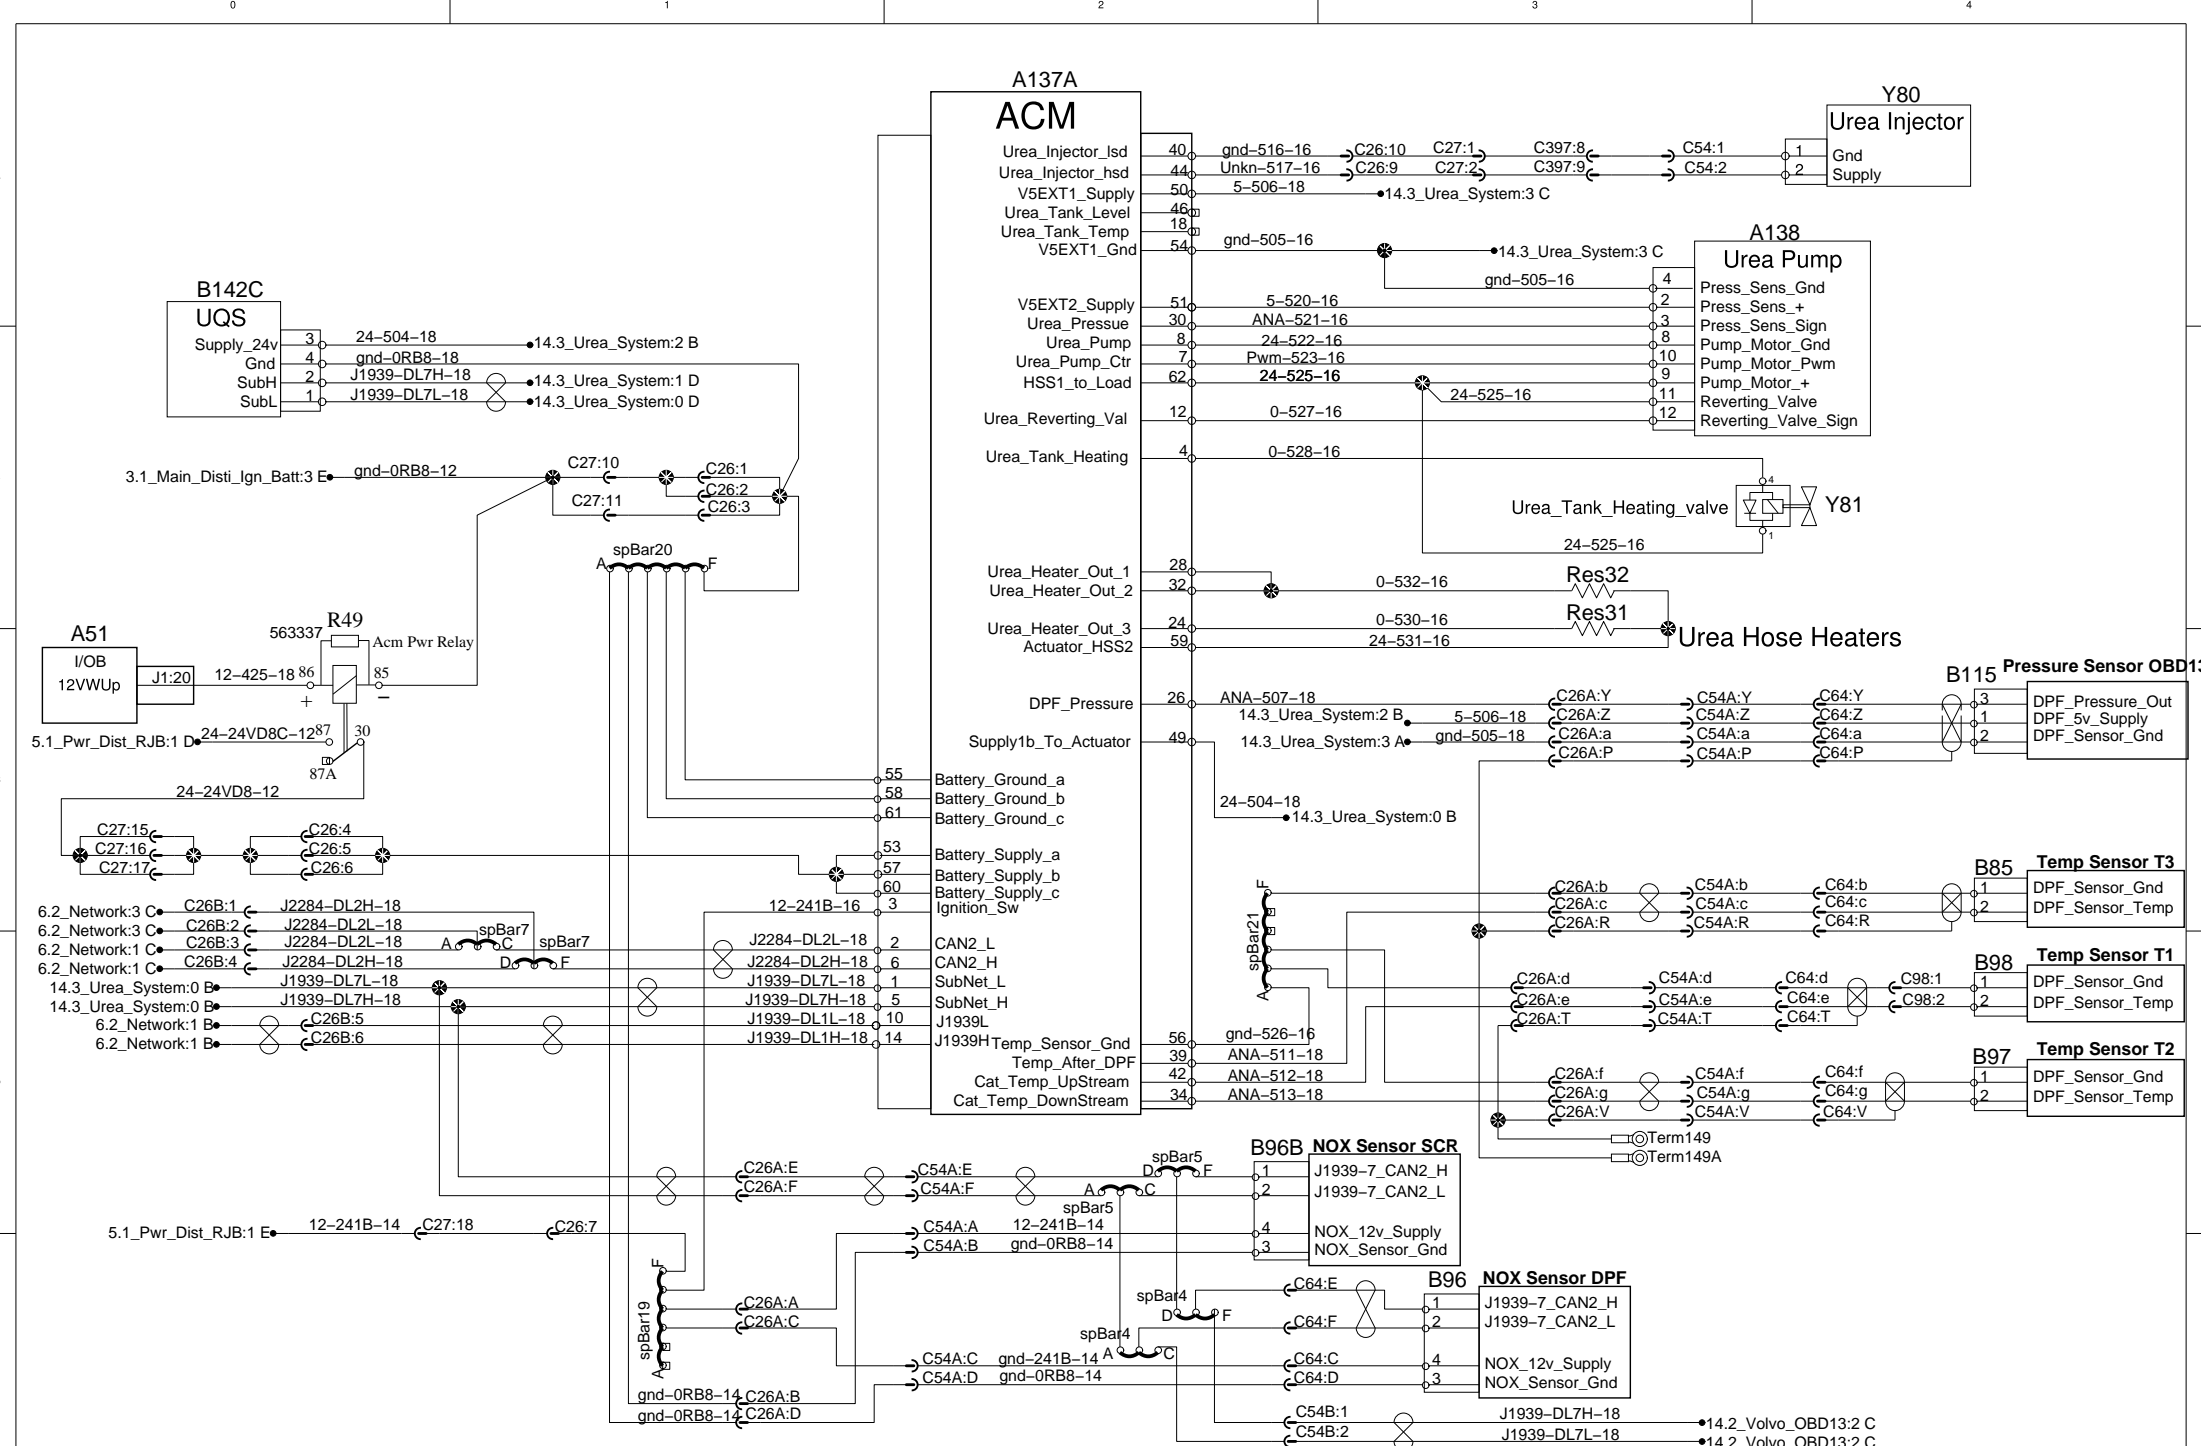 0 1 2 3 4
A137A
ACM
Urea_Injector_lsd 40 gnd-516-16 C26:10 C27:1 C397:8 C54:1
Urea_Injector_hsd 44 Unkn-517-16 C26:9 C27:2 C397:9 C54:2
V5EXT1_Supply 50 5-506-18 14.3_Urea_System:3 C
Urea_Tank_Level 46
Urea_Tank_Temp 18
V5EXT1_Gnd 54 gnd-505-16 14.3_Urea_System:3 C
gnd-505-16
V5EXT2_Supply 51 5-520-16
Urea_Pressue 30 ANA-521-16
Urea_Pump 8 24-522-16
Urea_Pump_Ctr 7 Pwm-523-16
HSS1_to_Load 62 24-525-16
24-525-16
Urea_Reverting_Val 12 0-527-16
Urea_Tank_Heating 4 0-528-16
Y80
Urea Injector
1 Gnd
2 Supply
A138
Urea Pump
4 Press_Sens_Gnd
2 Press_Sens_+
3 Press_Sens_Sign
8 Pump_Motor_Gnd
10 Pump_Motor_Pwm
9 Pump_Motor_+
11 Reverting_Valve
12 Reverting_Valve_Sign
4
Urea_Tank_Heating_valve Y81
1
24-525-16
B142C
UQS
Supply_24v 3 24-504-18 14.3_Urea_System:2 B
Gnd 4 gnd-0RB8-18
SubH 2 J1939-DL7H-18 14.3_Urea_System:1 D
SubL 1 J1939-DL7L-18 14.3_Urea_System:0 D
3.1_Main_Disti_Ign_Batt:3 E gnd-0RB8-12 C27:10 C26:1
C26:2
C27:11 C26:3
spBar20
A F
Urea_Heater_Out_1 28
Urea_Heater_Out_2 32 0-532-16 Res32
Urea_Heater_Out_3 24 0-530-16 Res31
Actuator_HSS2 59 24-531-16
Urea Hose Heaters
A51
I/OB
12VWUp J1:20 12-425-18 86 85
+ −
R49
563337 Acm Pwr Relay
5.1_Pwr_Dist_RJB:1 D 24-24VD8C-12 87 30
87A
24-24VD8-12
DPF_Pressure 26 ANA-507-18 C26A:Y C54A:Y C64:Y
14.3_Urea_System:2 B 5-506-18 C26A:Z C54A:Z C64:Z
14.3_Urea_System:3 A gnd-505-18 C26A:a C54A:a C64:a
C26A:P C54A:P C64:P
B115 Pressure Sensor OBD13
3 DPF_Pressure_Out
1 DPF_5v_Supply
2 DPF_Sensor_Gnd
Supply1b_To_Actuator 49
24-504-18
14.3_Urea_System:0 B
55 Battery_Ground_a
58 Battery_Ground_b
61 Battery_Ground_c
C27:15 C26:4
C27:16 C26:5
C27:17 C26:6
53 Battery_Supply_a
57 Battery_Supply_b
60 Battery_Supply_c
12-241B-16 3 Ignition_Sw
6.2_Network:3 C C26B:1 J2284-DL2H-18
6.2_Network:3 C C26B:2 J2284-DL2L-18
6.2_Network:1 C C26B:3 J2284-DL2L-18 A spBar7 C J2284-DL2L-18 2 CAN2_L
6.2_Network:1 C C26B:4 J2284-DL2H-18 D spBar7 F J2284-DL2H-18 6 CAN2_H
14.3_Urea_System:0 B J1939-DL7L-18 J1939-DL7L-18 1 SubNet_L
14.3_Urea_System:0 B J1939-DL7H-18 J1939-DL7H-18 5 SubNet_H
6.2_Network:1 B C26B:5 J1939-DL1L-18 10 J1939L
6.2_Network:1 B C26B:6 J1939-DL1H-18 14 J1939H
Temp_Sensor_Gnd 56 gnd-526-16
Temp_After_DPF 39 ANA-511-18
Cat_Temp_UpStream 42 ANA-512-18
Cat_Temp_DownStream 34 ANA-513-18
F spBar21 A
C26A:b C54A:b C64:b
C26A:c C54A:c C64:c
C26A:R C54A:R C64:R
B85 Temp Sensor T3
1 DPF_Sensor_Gnd
2 DPF_Sensor_Temp
C26A:d C54A:d C64:d C98:1
C26A:e C54A:e C64:e C98:2
C26A:T C54A:T C64:T
B98 Temp Sensor T1
1 DPF_Sensor_Gnd
2 DPF_Sensor_Temp
C26A:f C54A:f C64:f
C26A:g C54A:g C64:g
C26A:V C54A:V C64:V
B97 Temp Sensor T2
1 DPF_Sensor_Gnd
2 DPF_Sensor_Temp
Term149
Term149A
C26A:E C54A:E D spBar5 F
C26A:F C54A:F A C
spBar5
B96B NOX Sensor SCR
1 J1939-7_CAN2_H
2 J1939-7_CAN2_L
4 NOX_12v_Supply
3 NOX_Sensor_Gnd
5.1_Pwr_Dist_RJB:1 E 12-241B-14 C27:18 C26:7
C54A:A 12-241B-14
C54A:B gnd-0RB8-14
F spBar19 A
C26A:A
C26A:C
spBar4 D F C64:E
spBar4 A C C64:F
C54A:C gnd-241B-14 C64:C
C54A:D gnd-0RB8-14 C64:D
B96 NOX Sensor DPF
1 J1939-7_CAN2_H
2 J1939-7_CAN2_L
4 NOX_12v_Supply
3 NOX_Sensor_Gnd
gnd-0RB8-14 C26A:B
gnd-0RB8-14 C26A:D
C54B:1 J1939-DL7H-18 14.2_Volvo_OBD13:2 C
C54B:2 J1939-DL7L-18 14.2_Volvo_OBD13:2 C